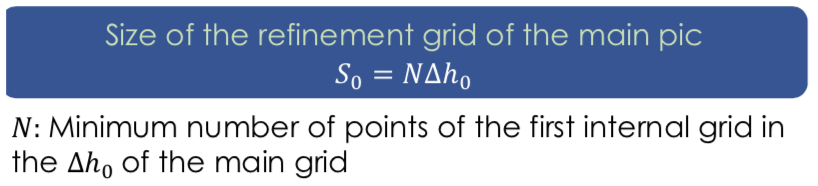 Size of the refinement grid of the main pic
S₀ = NΔh₀
N: Minimum number of points of the first internal grid in
the Δh₀ of the main grid